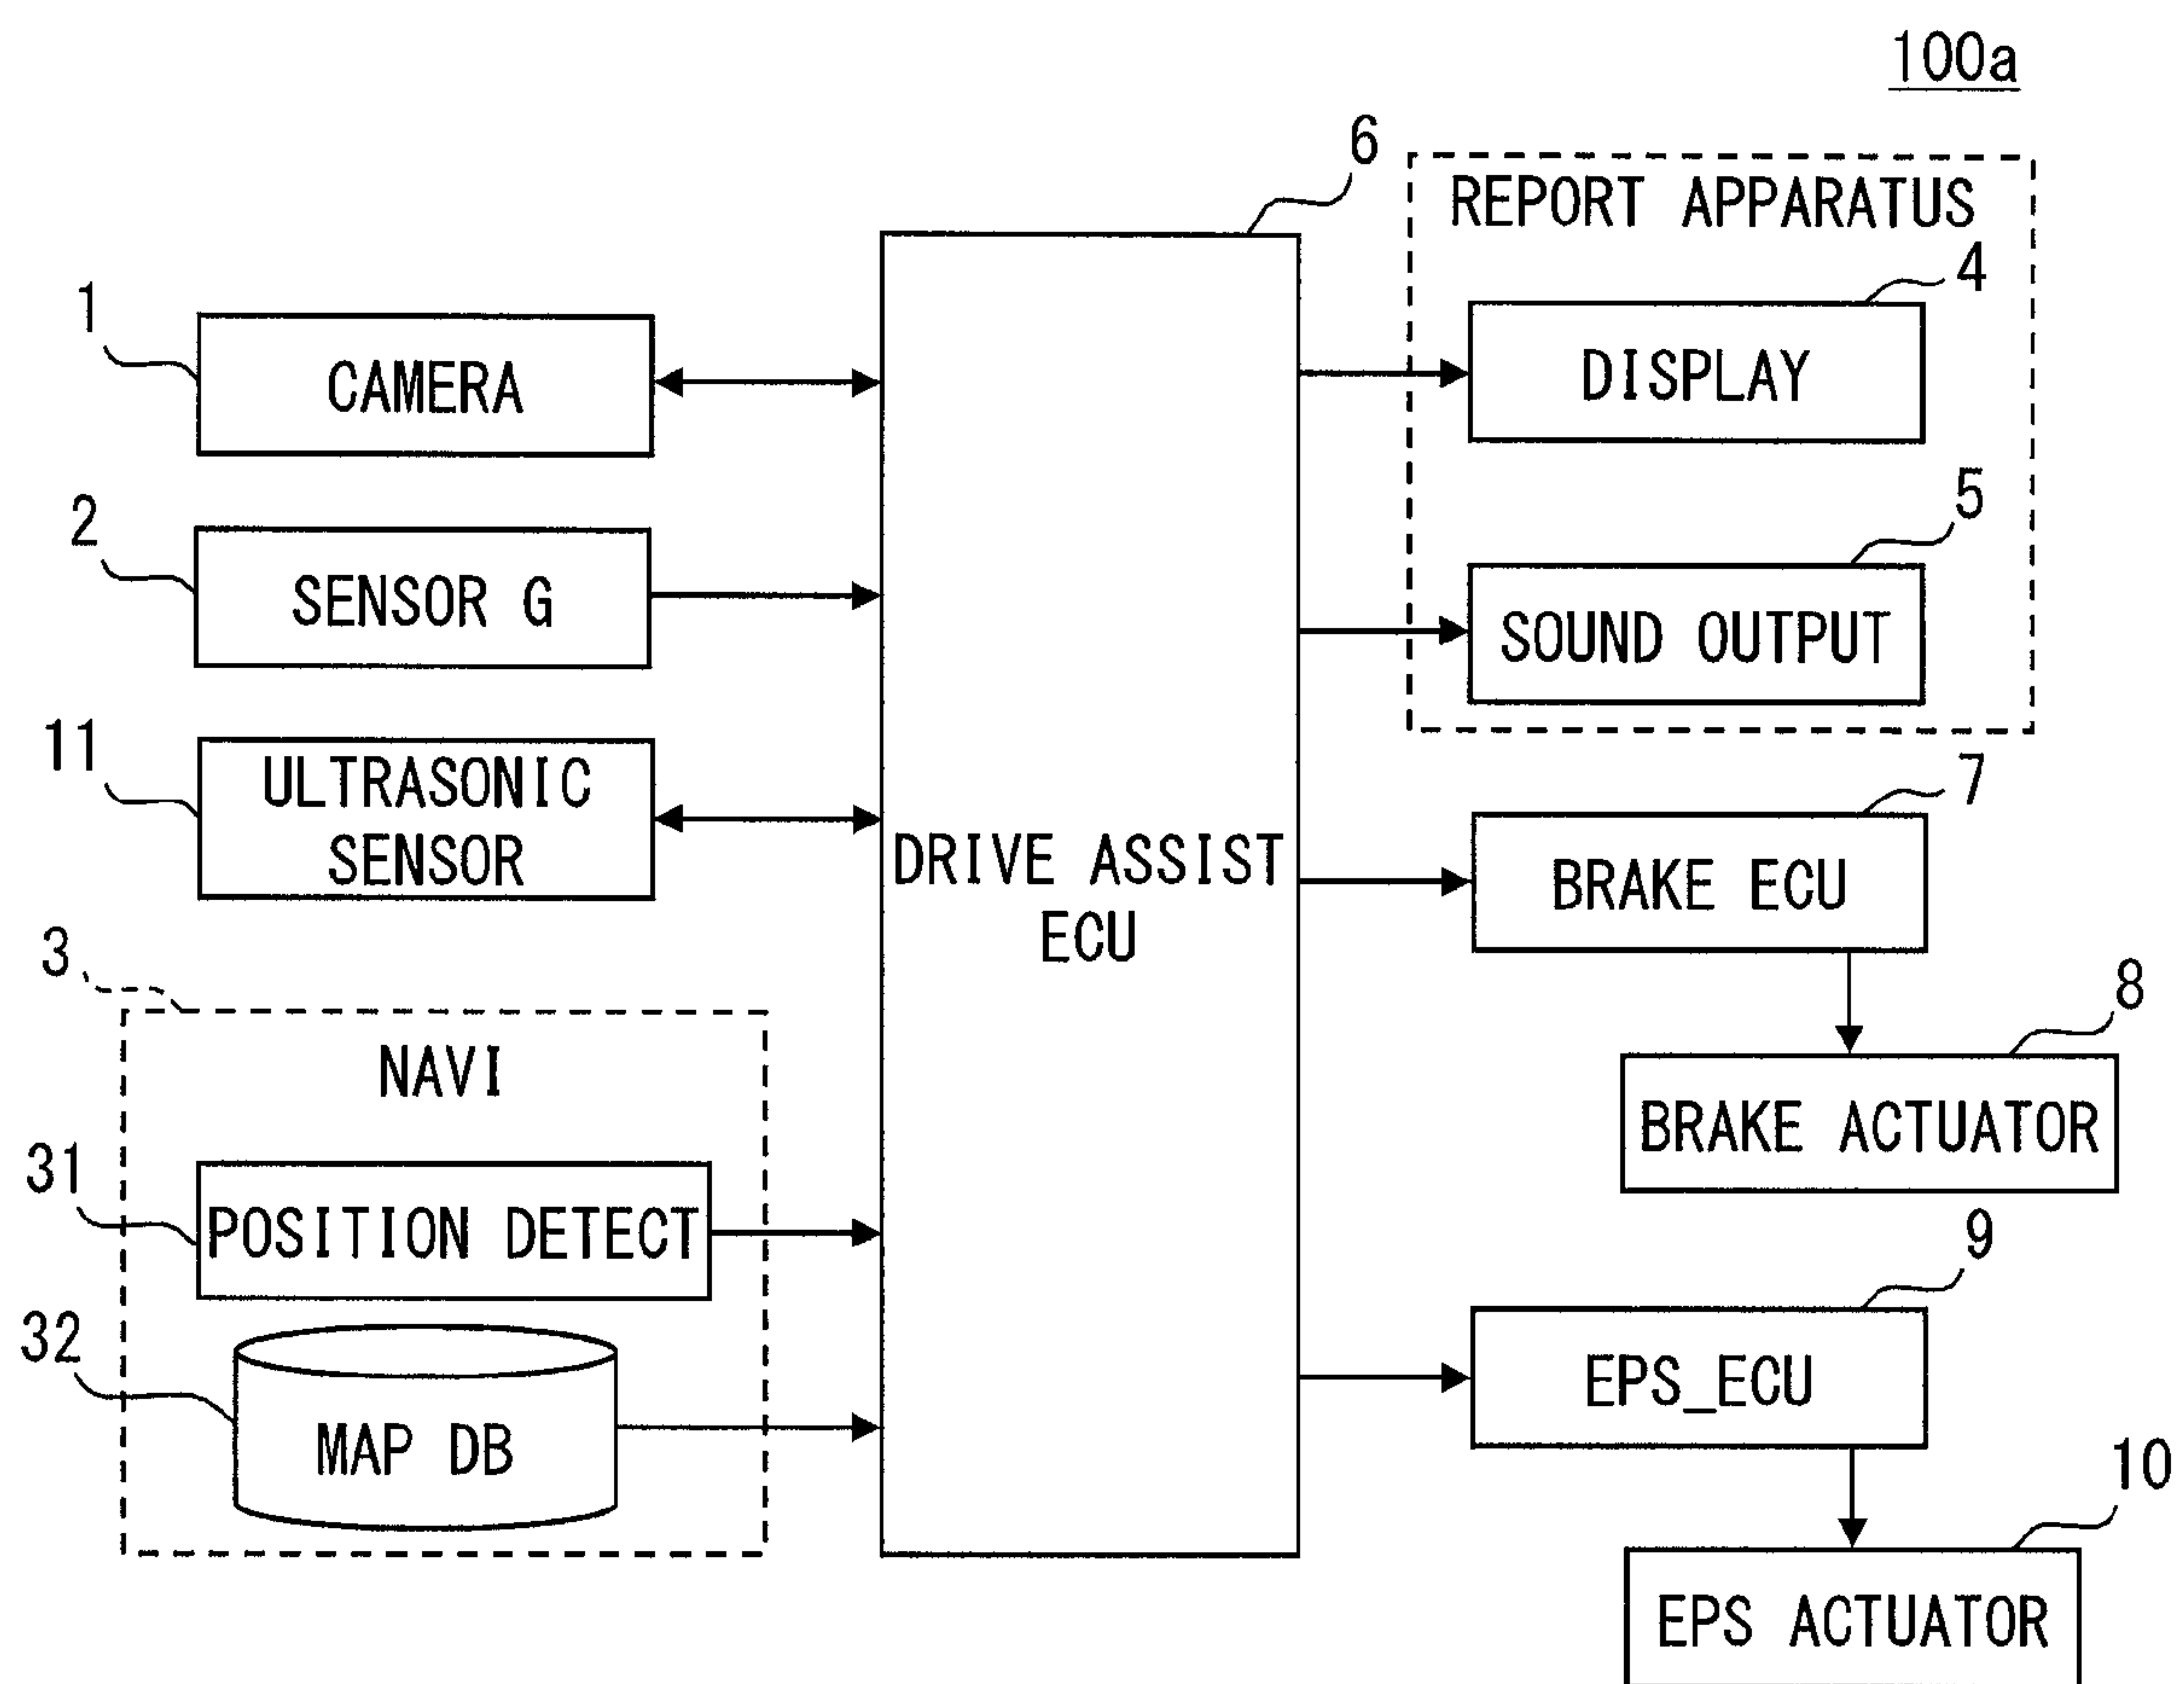 100a
6
REPORT APPARATUS
4
DISPLAY
5
SOUND OUTPUT
1
CAMERA
2
SENSOR G
11
ULTRASONIC
SENSOR
DRIVE ASSIST
ECU
7
BRAKE ECU
8
BRAKE ACTUATOR
3
NAVI
31
POSITION DETECT
32
MAP DB
9
EPS_ECU
10
EPS ACTUATOR